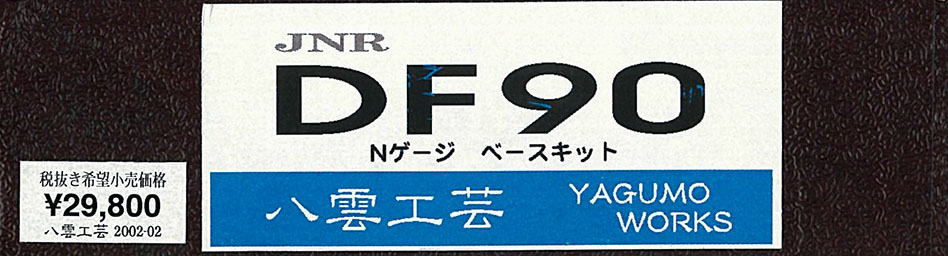 JNR
DF90
Nゲージ ベースキット
八雲工芸 YAGUMO WORKS
税抜き希望小売価格
¥29,800
八雲工芸 2002-02